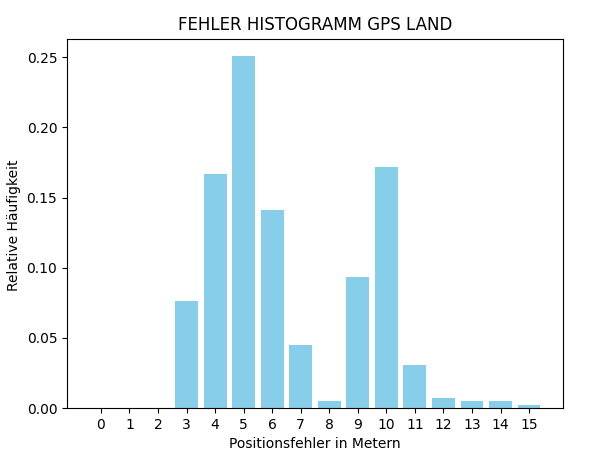 FEHLER HISTOGRAMM GPS LAND
0.25
0.20
0.15
0.10
0.05
0.00
Relative Häufigkeit
0 1 2 3 4 5 6 7 8 9 10 11 12 13 14 15
Positionsfehler in Metern